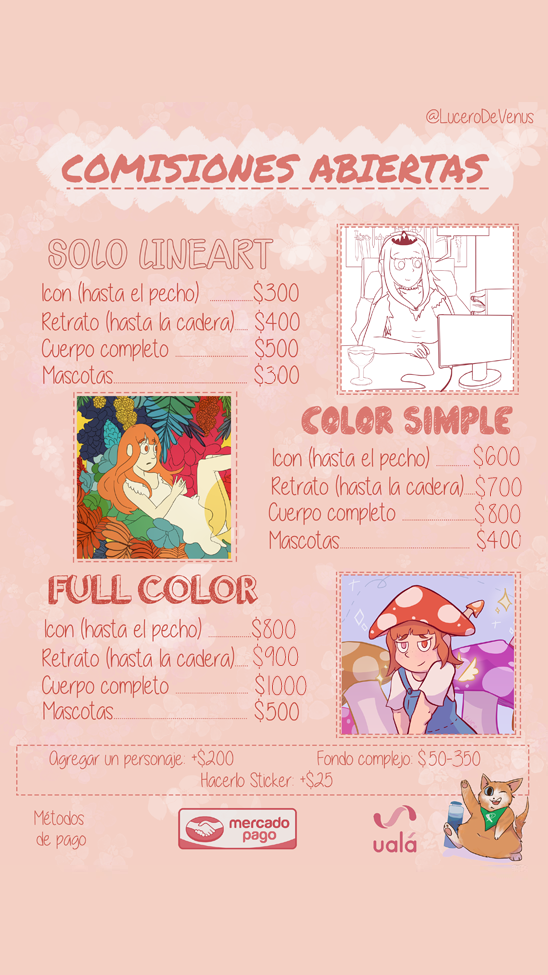 @LuceroDeVenus
COMISIONES ABIERTAS
SOLO LINEART
Icon (hasta el pecho) ........ $300
Retrato (hasta la cadera).... $400
Cuerpo completo ........ $500
Mascotas........ $300
COLOR SIMPLE
Icon (hasta el pecho) ........ $600
Retrato (hasta la cadera).... $700
Cuerpo completo ........ $800
Mascotas........ $400
FULL COLOR
Icon (hasta el pecho) ........ $800
Retrato (hasta la cadera).... $900
Cuerpo completo ........ $1000
Mascotas........ $500
Agregar un personaje: +$200
Fondo complejo: $50-350
Hacerlo Sticker: +$25
Métodos
de pago
mercado
pago
ualá